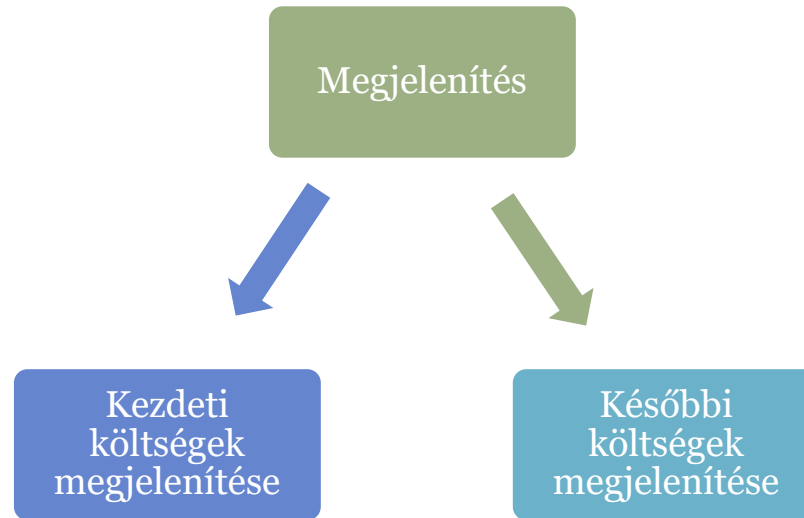 Megjelenítés
Kezdeti
költségek
megjelenítése
Későbbi
költségek
megjelenítése